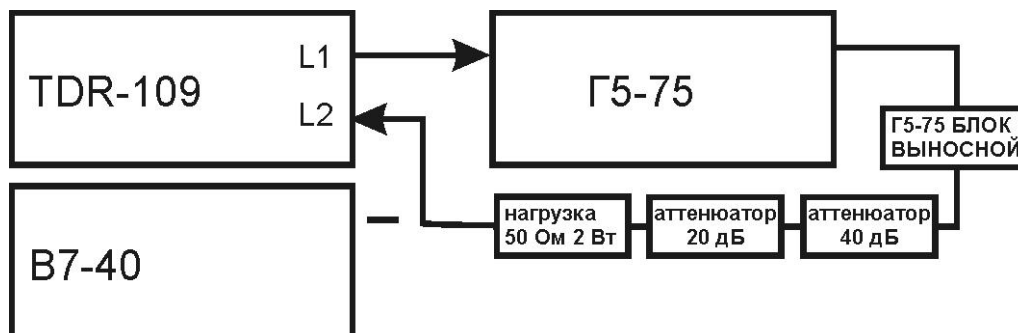 TDR-109
L1
L2
Г5-75
Г5-75 БЛОК
ВЫНОСНОЙ
нагрузка
50 Ом 2 Вт
аттенюатор
20 дБ
аттенюатор
40 дБ
В7-40